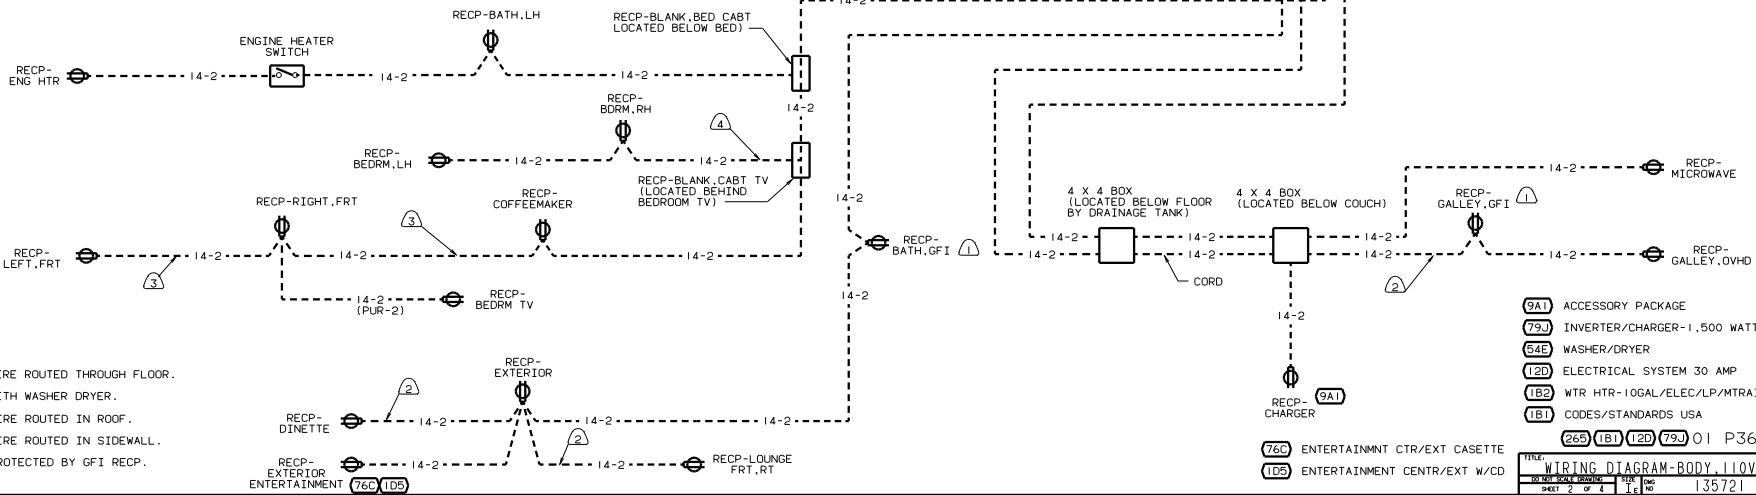 14-2
RECP-BATH,LH
RECP-BLANK,BED CABT
LOCATED BELOW BED)
ENGINE HEATER
SWITCH
RECP-
ENG HTR
14-2
14-2
14-2
RECP-
BDRM,RH
14-2
4
RECP-
BEDRM,LH
14-2
14-2
RECP-BLANK,CABT TV
(LOCATED BEHIND
BEDROOM TV)
RECP-RIGHT,FRT
RECP-
COFFEEMAKER
3
RECP-
LEFT,FRT
14-2
14-2
14-2
3
14-2
(PUR-2)
RECP-
BEDRM TV
14-2
RECP-
BATH,GFI
1
14-2
4 X 4 BOX
(LOCATED BELOW FLOOR
BY DRAINAGE TANK)
4 X 4 BOX
(LOCATED BELOW COUCH)
14-2
14-2
14-2
14-2
14-2
14-2
CORD
14-2
RECP-
MICROWAVE
RECP-
GALLEY,GFI
1
14-2
RECP-
GALLEY,OVHD
2
14-2
RECP-
CHARGER
9A1
RECP-
EXTERIOR
RECP-
DINETTE
2
14-2
14-2
14-2
2
RECP-
EXTERIOR
ENTERTAINMENT
76C
1D5
14-2
14-2
RECP-LOUNGE
FRT,RT
RE ROUTED THROUGH FLOOR.
TH WASHER DRYER.
RE ROUTED IN ROOF.
RE ROUTED IN SIDEWALL.
ROTECTED BY GFI RECP.
9A1 ACCESSORY PACKAGE
79J INVERTER/CHARGER-1,500 WATT
54E WASHER/DRYER
12D ELECTRICAL SYSTEM 30 AMP
1B2 WTR HTR-10GAL/ELEC/LP/MTRA
1B1 CODES/STANDARDS USA
265 1B1 12D 79J 01 P36
76C ENTERTAINMNT CTR/EXT CASETTE
1D5 ENTERTAINMENT CENTR/EXT W/CD
TITLE:
WIRING DIAGRAM-BODY,110V
DO NOT SCALE DRAWING
SHEET 2 OF 4
SIZE
E
DWG
NO
135721